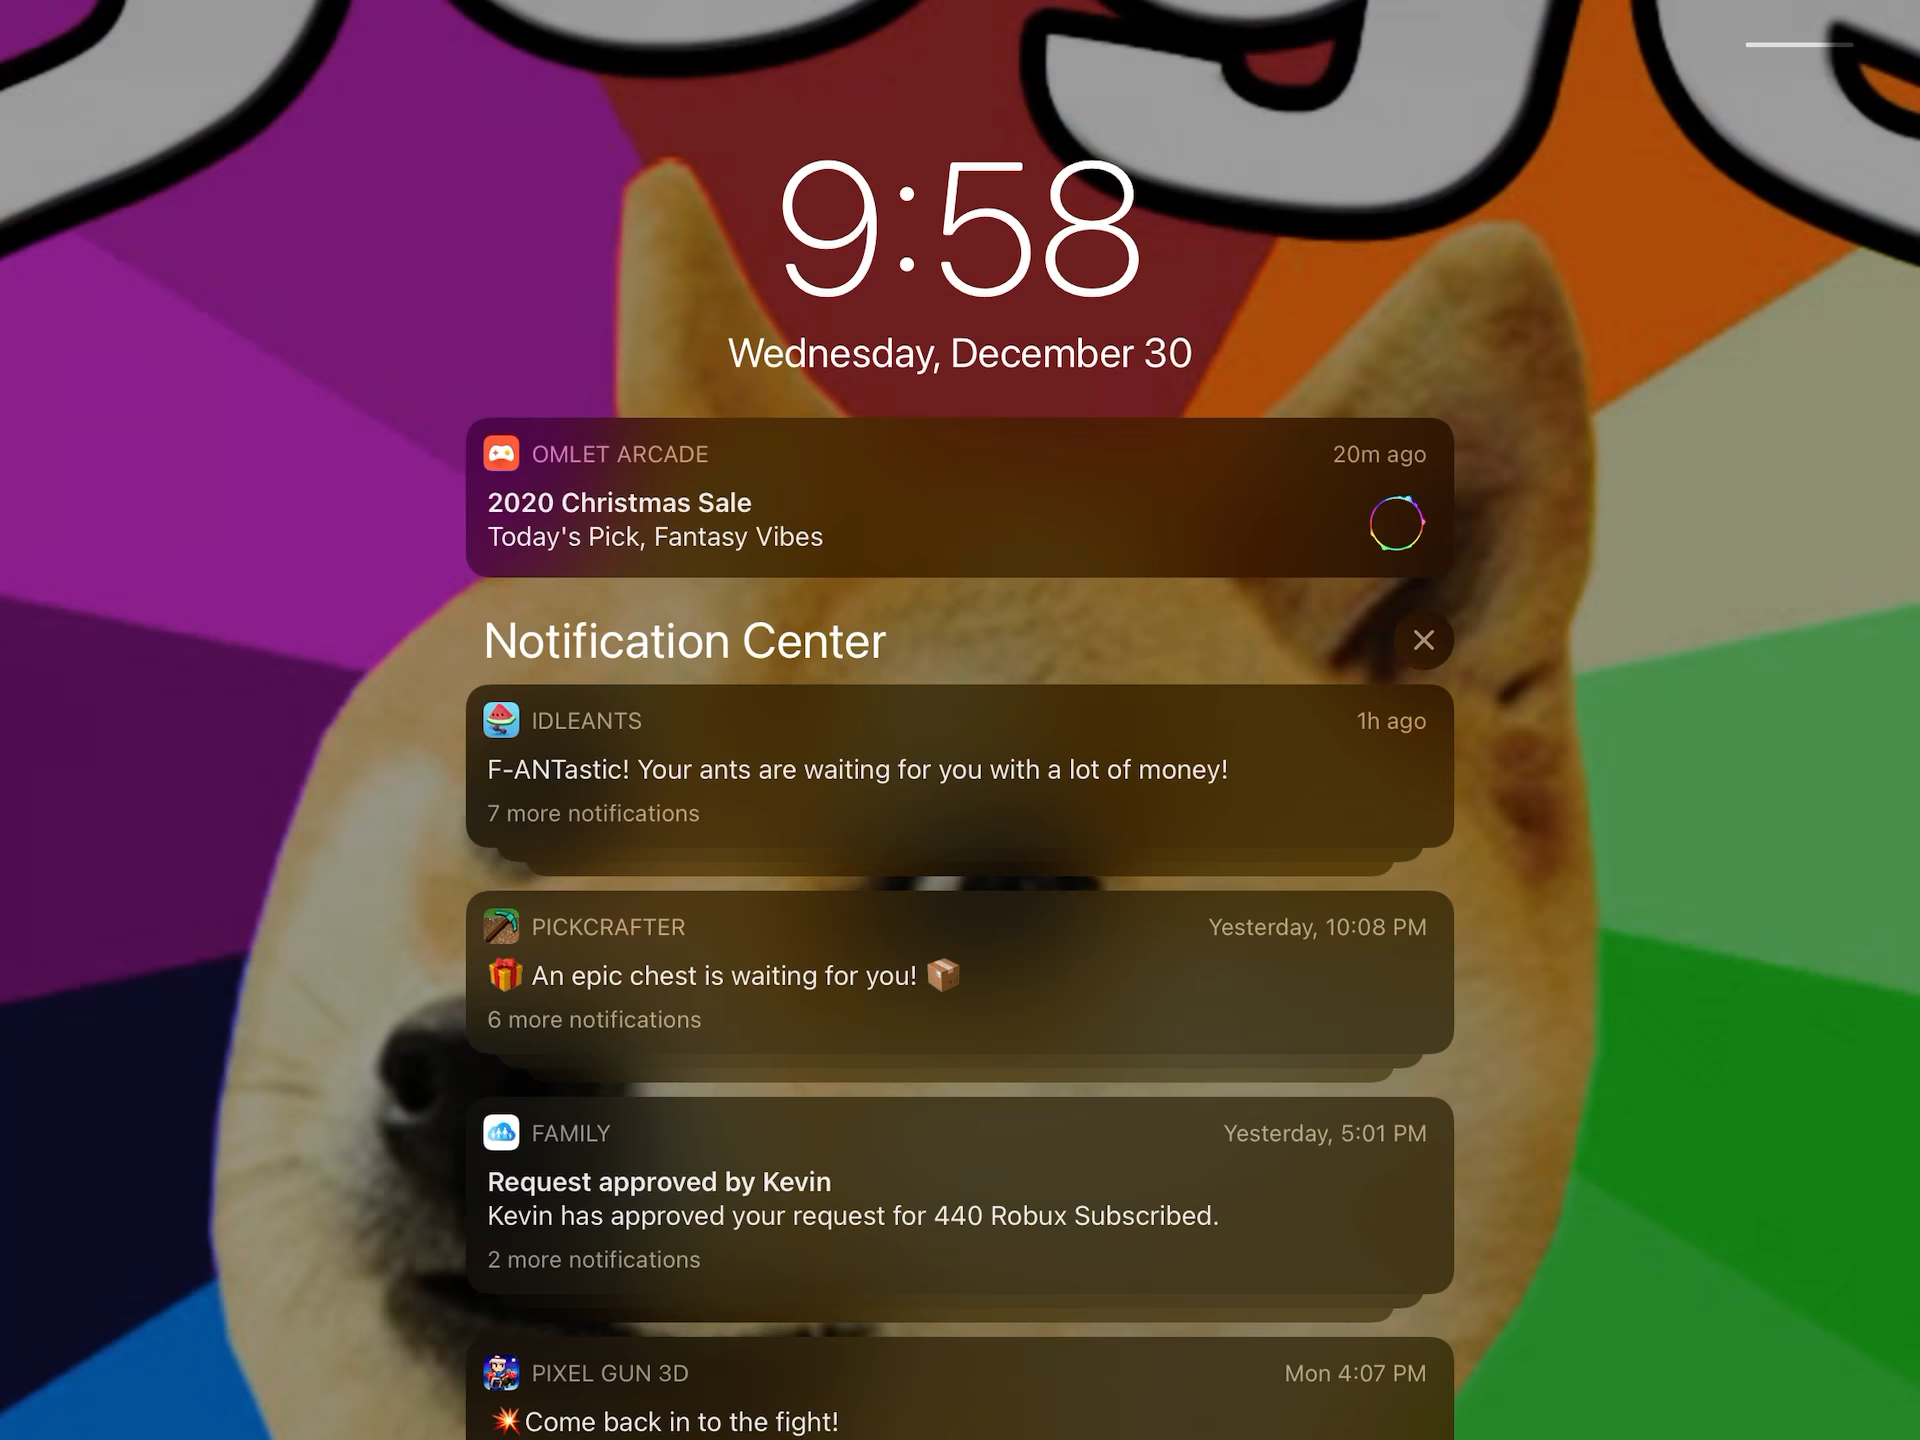 9:58
Wednesday, December 30
OMLET ARCADE 20m ago
2020 Christmas Sale
Today's Pick, Fantasy Vibes
Notification Center
IDLEANTS 1h ago
F-ANTastic! Your ants are waiting for you with a lot of money!
7 more notifications
PICKCRAFTER Yesterday, 10:08 PM
🎁 An epic chest is waiting for you! 📦
6 more notifications
FAMILY Yesterday, 5:01 PM
Request approved by Kevin
Kevin has approved your request for 440 Robux Subscribed.
2 more notifications
PIXEL GUN 3D Mon 4:07 PM
💥Come back in to the fight!